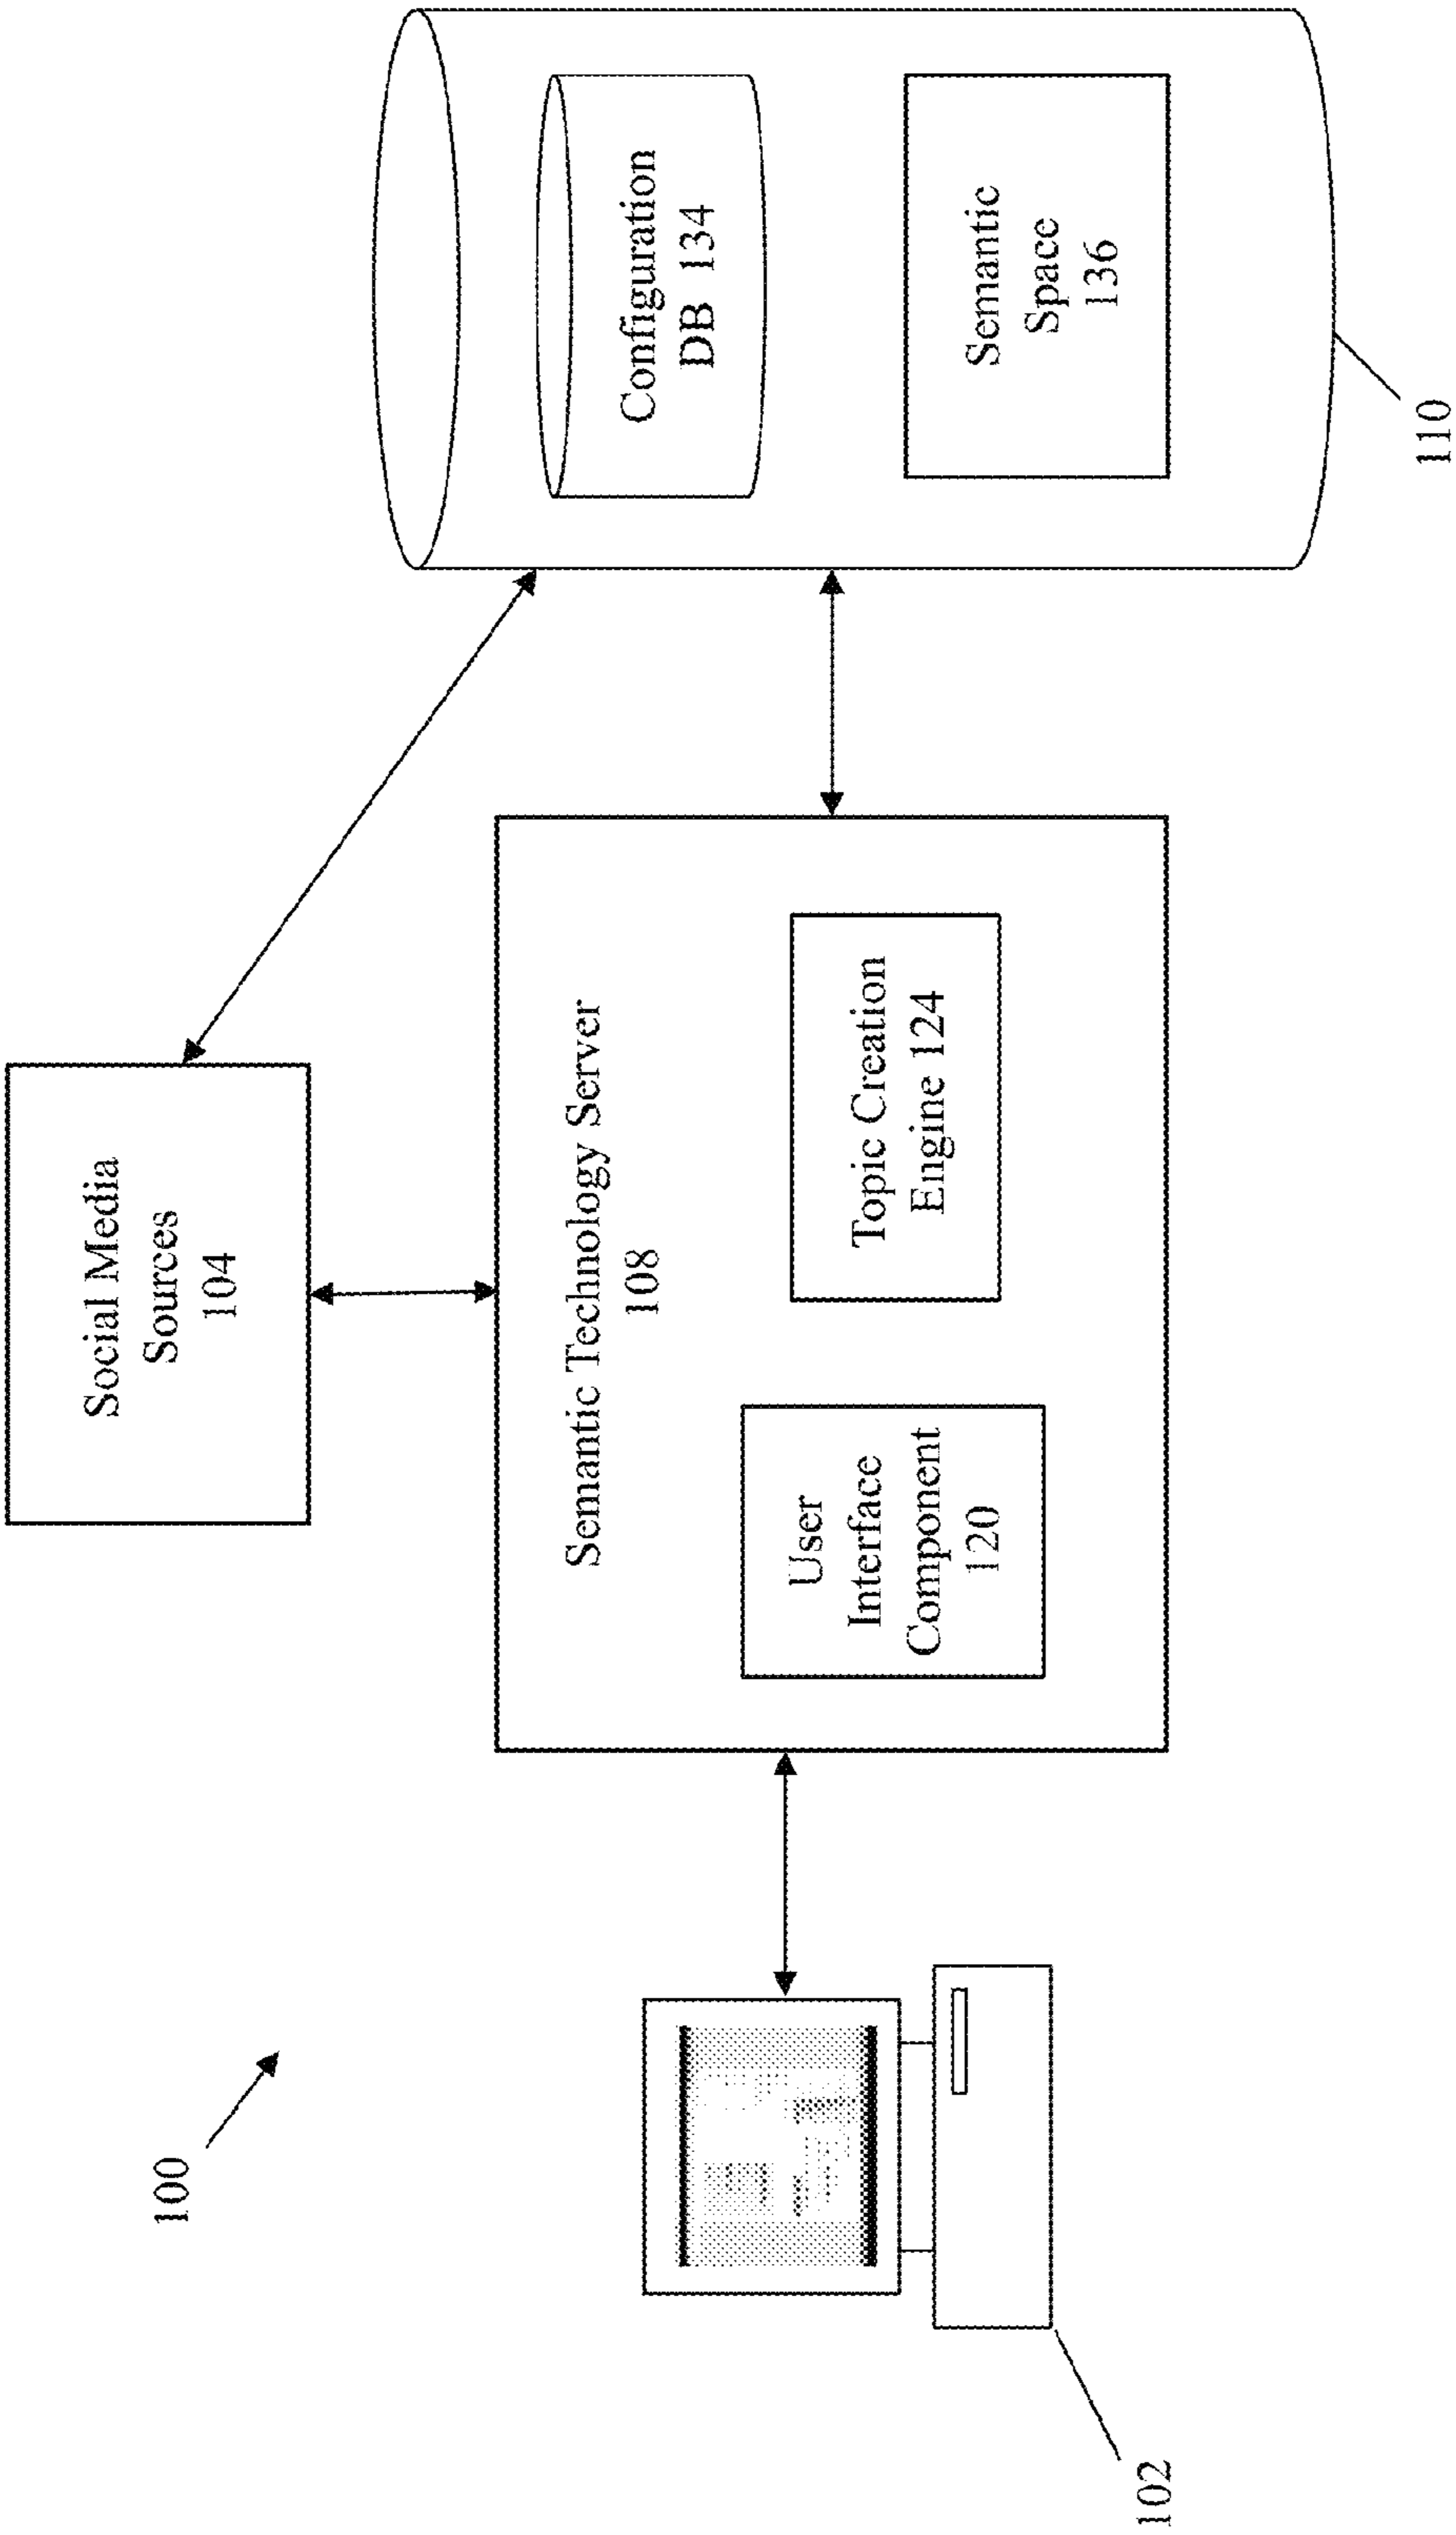 100
Social Media
Sources
104
Semantic Technology Server
108
User
Interface
Component
120
Topic Creation
Engine 124
Configuration
DB 134
Semantic
Space
136
102
110